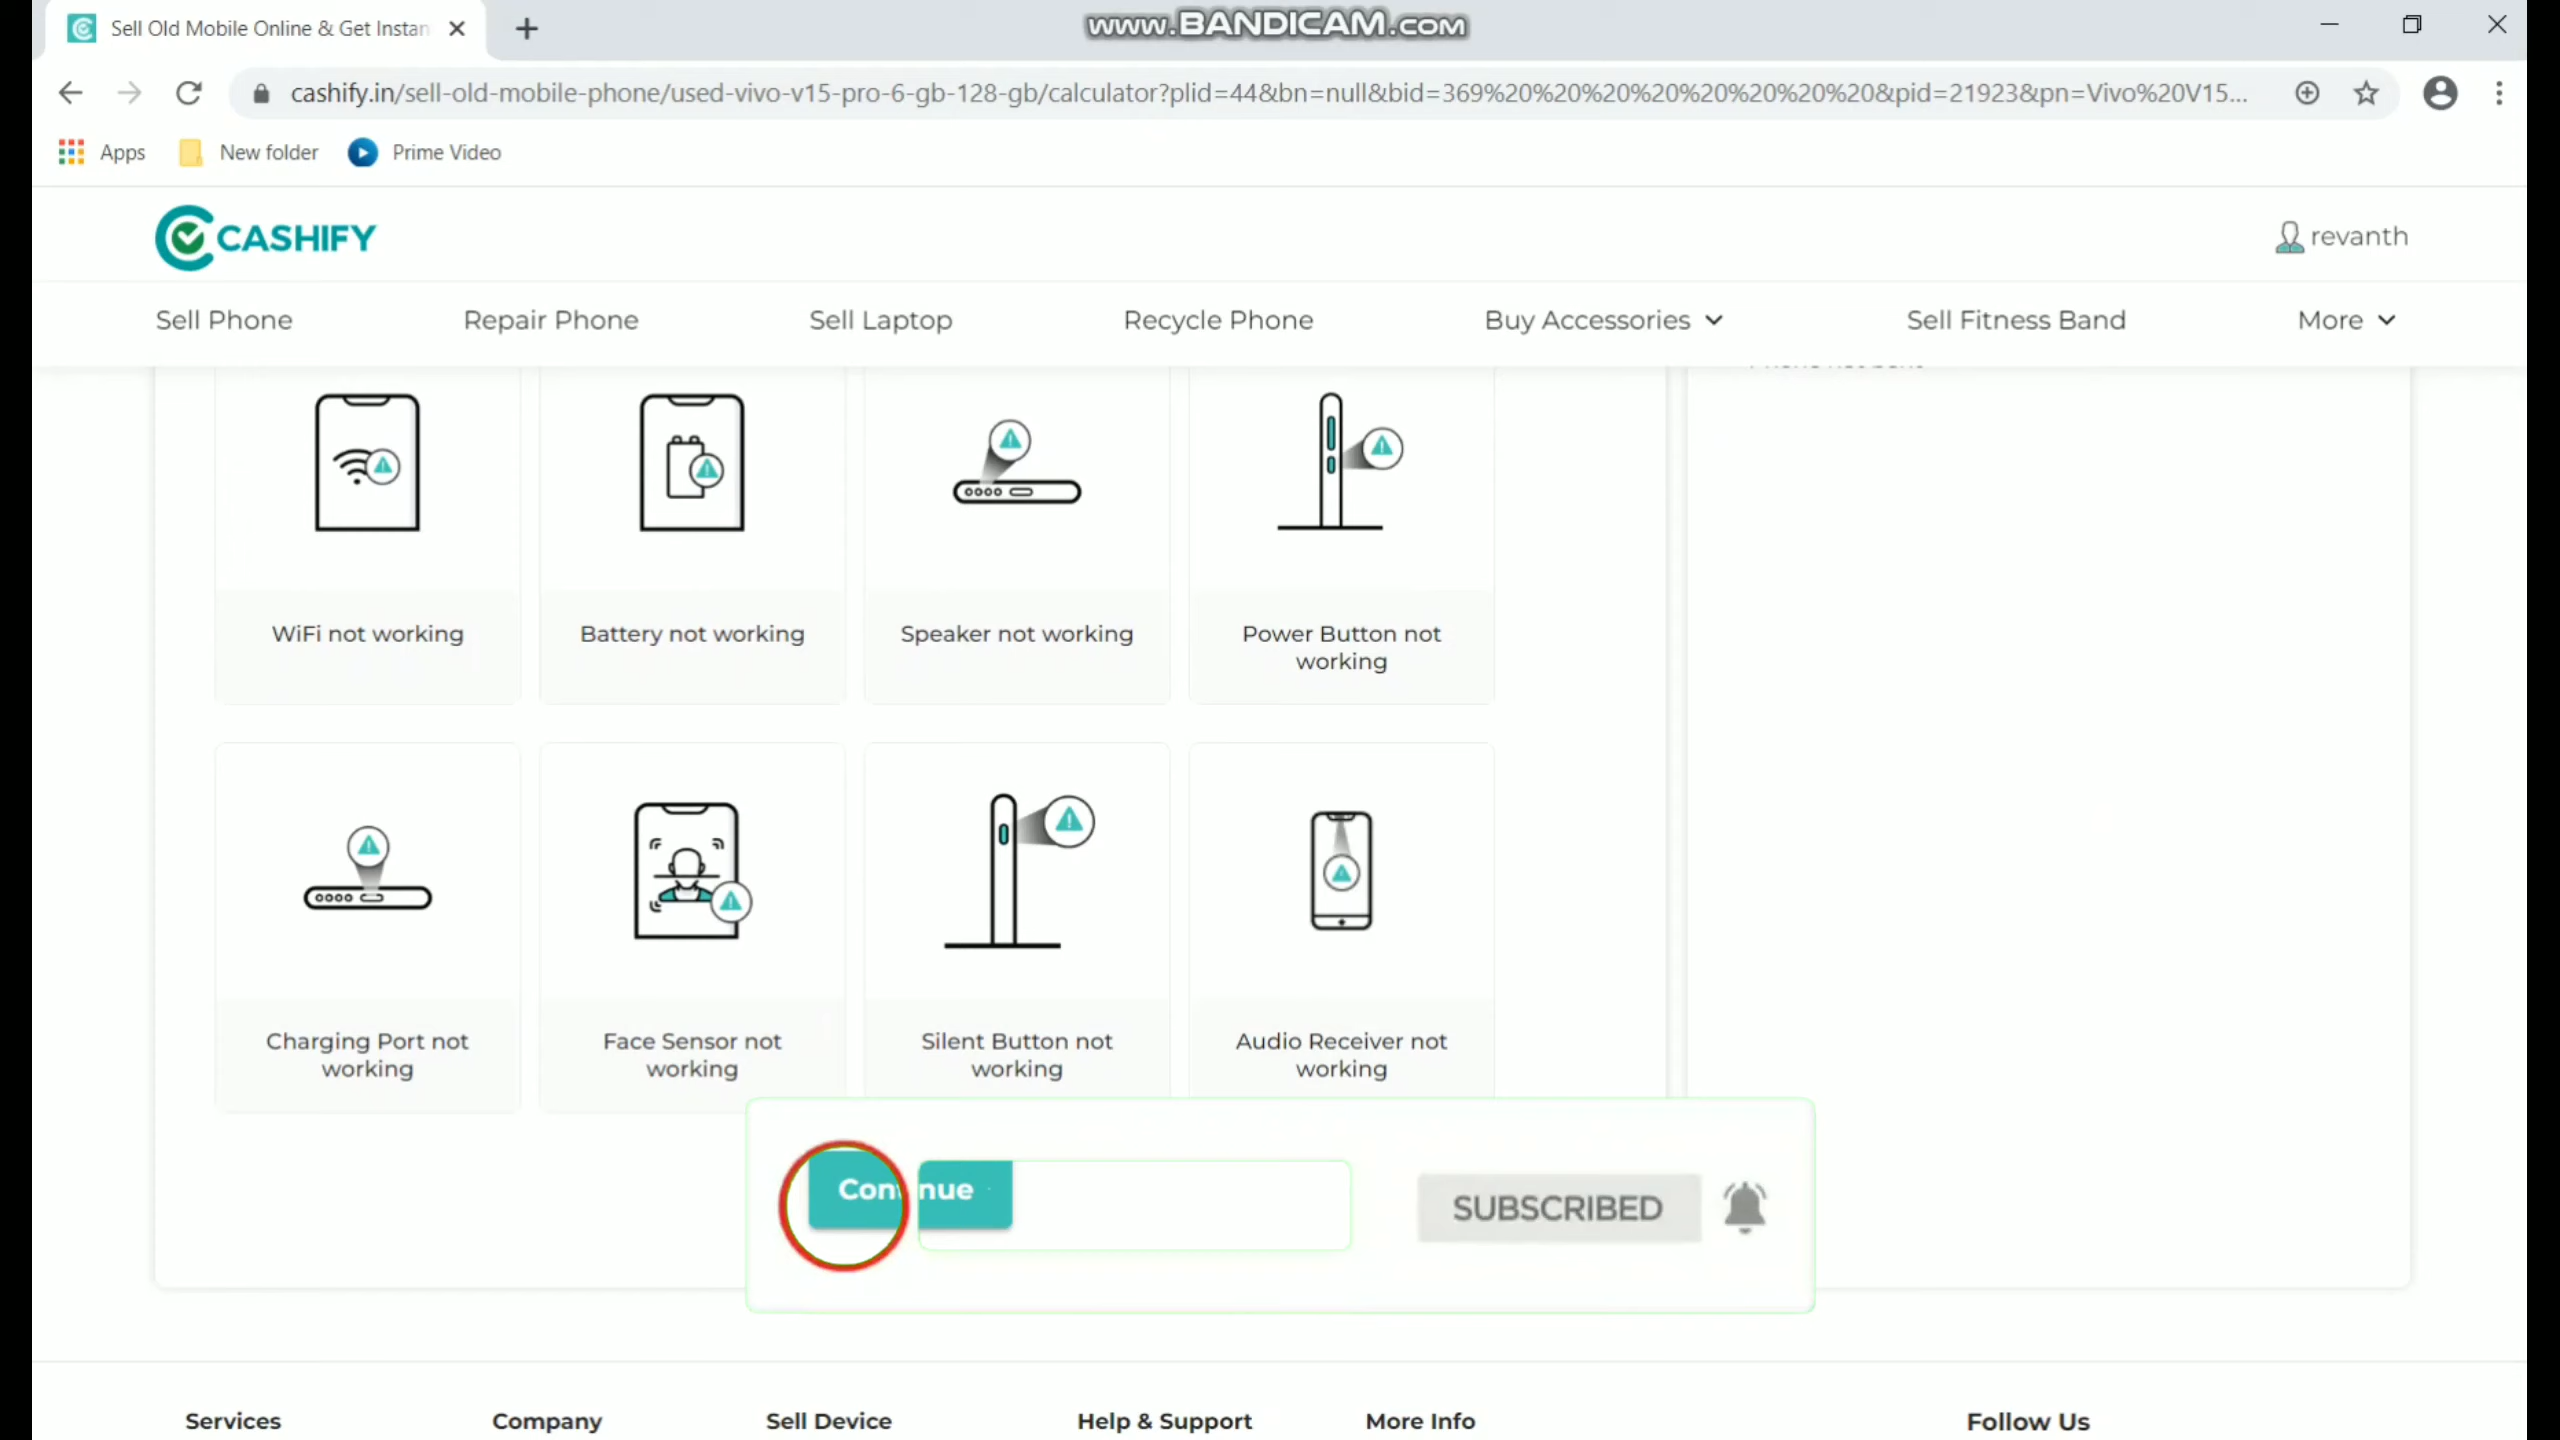 Sell Old Mobile Online & Get Instan
www.BANDICAM.com
cashify.in/sell-old-mobile-phone/used-vivo-v15-pro-6-gb-128-gb/calculator?plid=44&bn=null&bid=369%20%20%20%20%20%20%20%20&pid=21923&pn=Vivo%20V15...
Apps
New folder
Prime Video
CASHIFY
revanth
Sell Phone
Repair Phone
Sell Laptop
Recycle Phone
Buy Accessories
Sell Fitness Band
More
WiFi not working
Battery not working
Speaker not working
Power Button not
working
Charging Port not
working
Face Sensor not
working
Silent Button not
working
Audio Receiver not
working
SUBSCRIBED
Services
Company
Sell Device
Help & Support
More Info
Follow Us